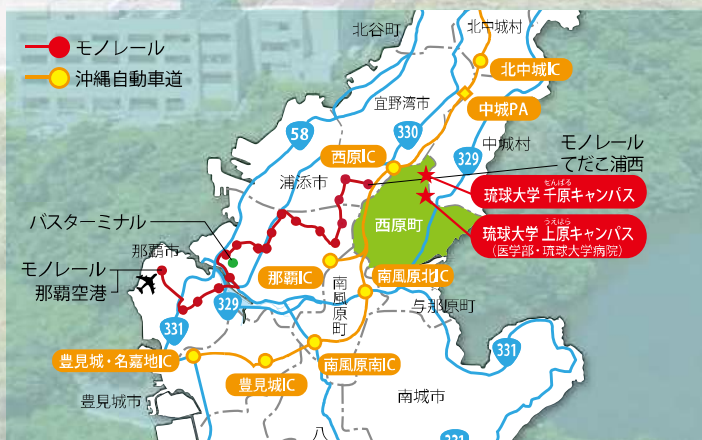 モノレール
沖縄自動車道
北谷町
北中城村
北中城IC
宜野湾市
中城PA
58
330
中城村
モノレール
てだこ浦西
西原IC
329
浦添市
せんばる
琉球大学 千原キャンパス
うえはら
琉球大学 上原キャンパス
(医学部・琉球大学病院)
バスターミナル
西原町
那覇市
モノレール
那覇空港
那覇IC
南風原町
南風原北IC
329
与那原町
331
豊見城・名嘉地IC
豊見城IC
南風原南IC
331
豊見城市
南城市
八
331